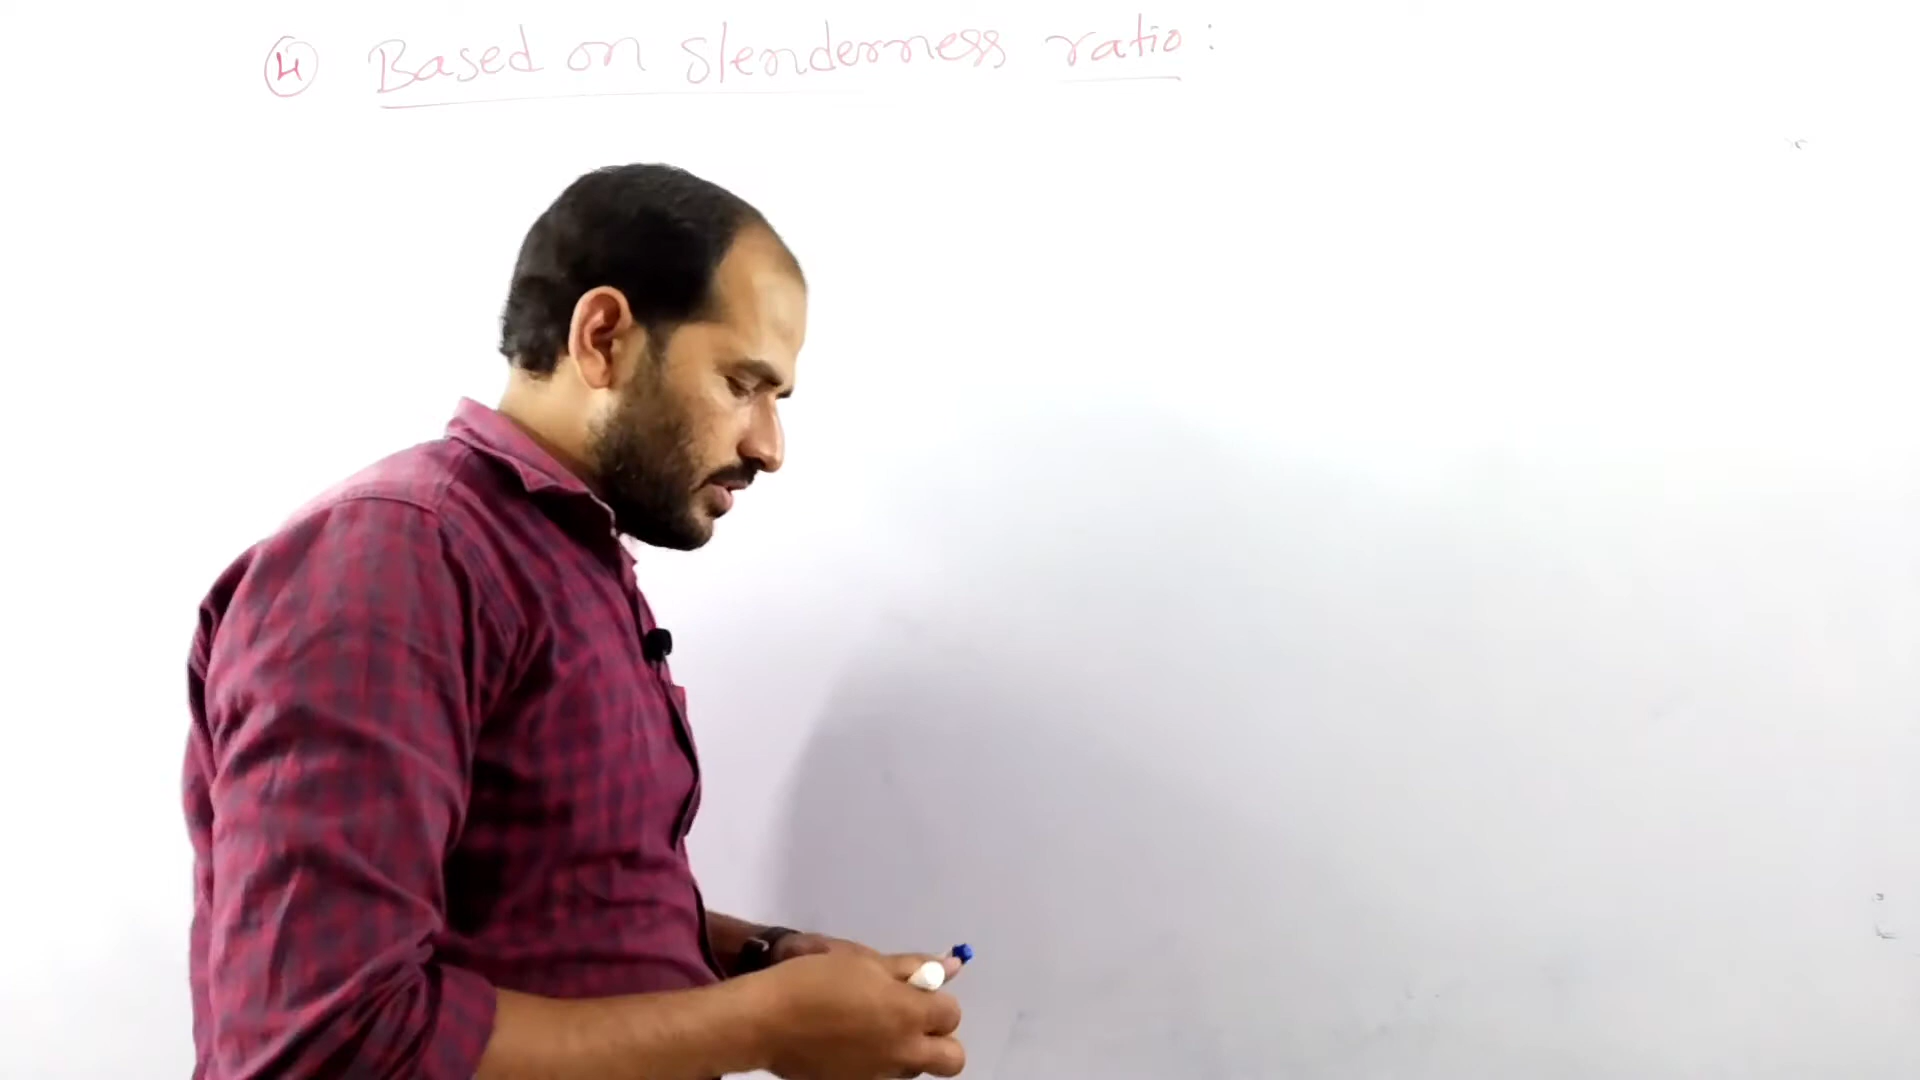 ④ Based on slenderness ratio: